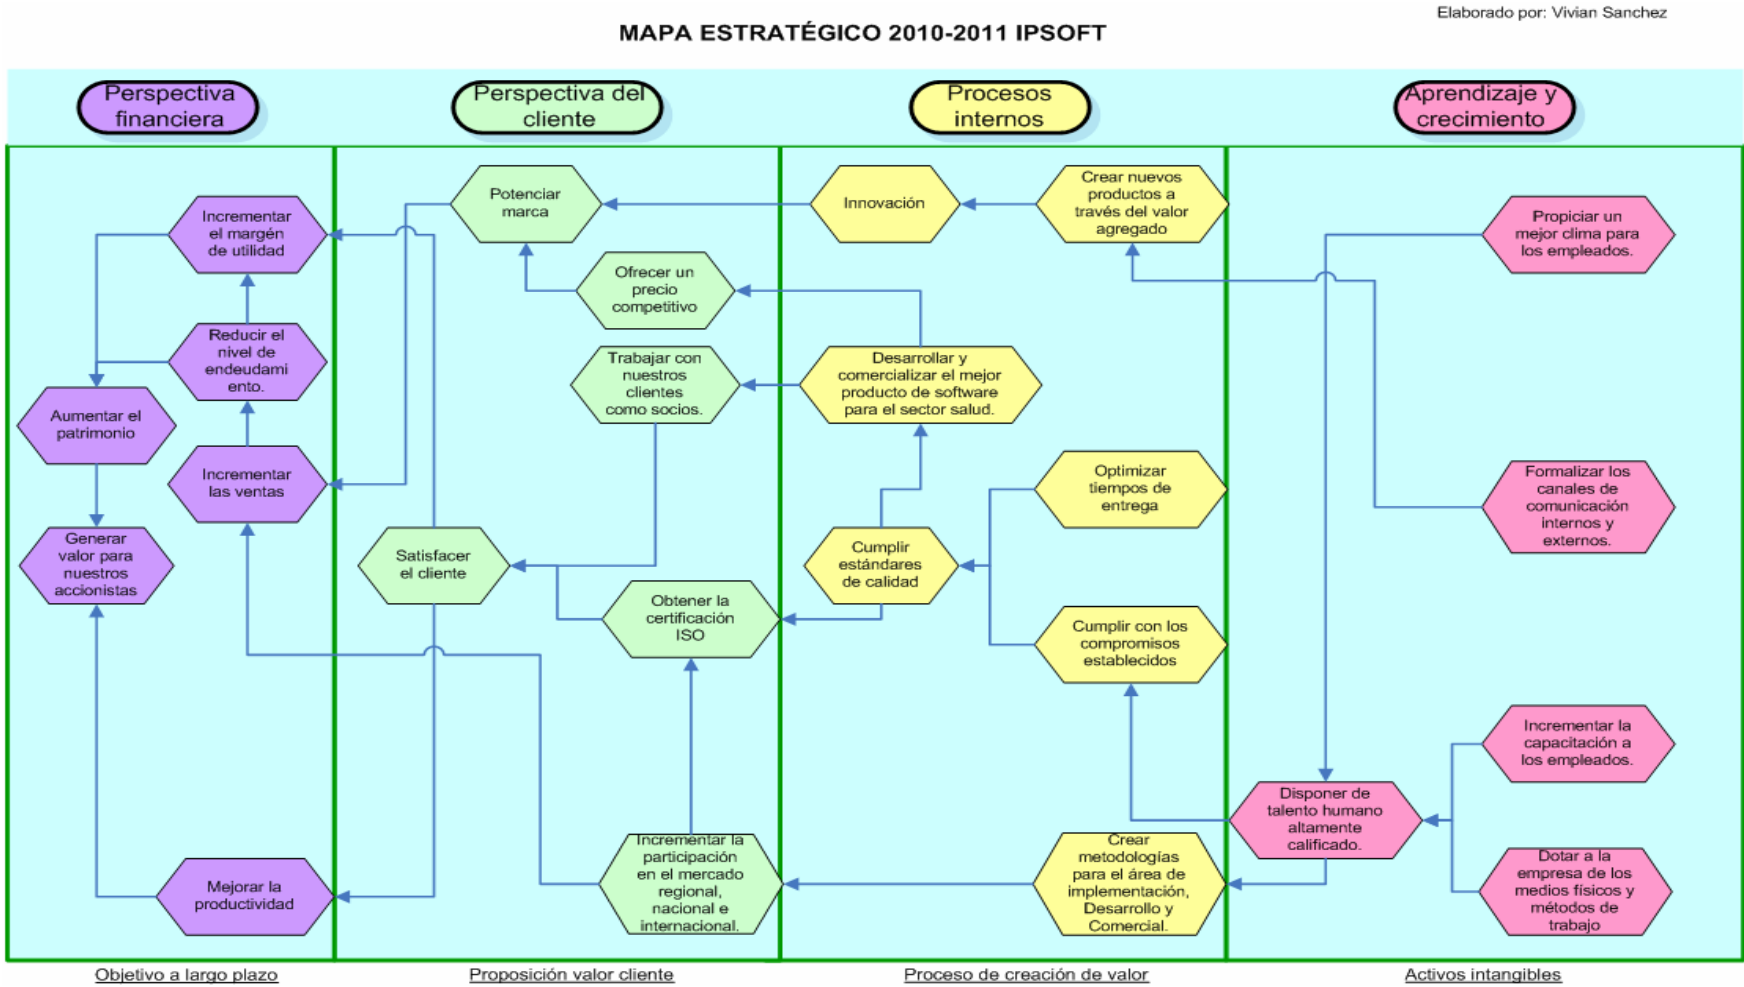 Elaborado por: Vivian Sanchez
MAPA ESTRATÉGICO 2010-2011 IPSOFT
Perspectiva
financiera
Perspectiva del
cliente
Procesos
internos
Aprendizaje y
crecimiento
Incrementar
el margén
de utilidad
Reducir el
nivel de
endeudami
ento.
Aumentar el
patrimonio
Incrementar
las ventas
Generar
valor para
nuestros
accionistas
Mejorar la
productividad
Potenciar
marca
Ofrecer un
precio
competitivo
Trabajar con
nuestros
clientes
como socios.
Satisfacer
el cliente
Obtener la
certificación
ISO
Incrementar la
participación
en el mercado
regional,
nacional e
internacional.
Innovación
Crear nuevos
productos a
través del valor
agregado
Desarrollar y
comercializar el mejor
producto de software
para el sector salud.
Optimizar
tiempos de
entrega
Cumplir
estándares
de calidad
Cumplir con los
compromisos
establecidos
Crear
metodologías
para el área de
implementación,
Desarrollo y
Comercial.
Propiciar un
mejor clima para
los empleados.
Formalizar los
canales de
comunicación
internos y
externos.
Incrementar la
capacitación a
los empleados.
Disponer de
talento humano
altamente
calificado.
Dotar a la
empresa de los
medios físicos y
métodos de
trabajo
Objetivo a largo plazo
Proposición valor cliente
Proceso de creación de valor
Activos intangibles